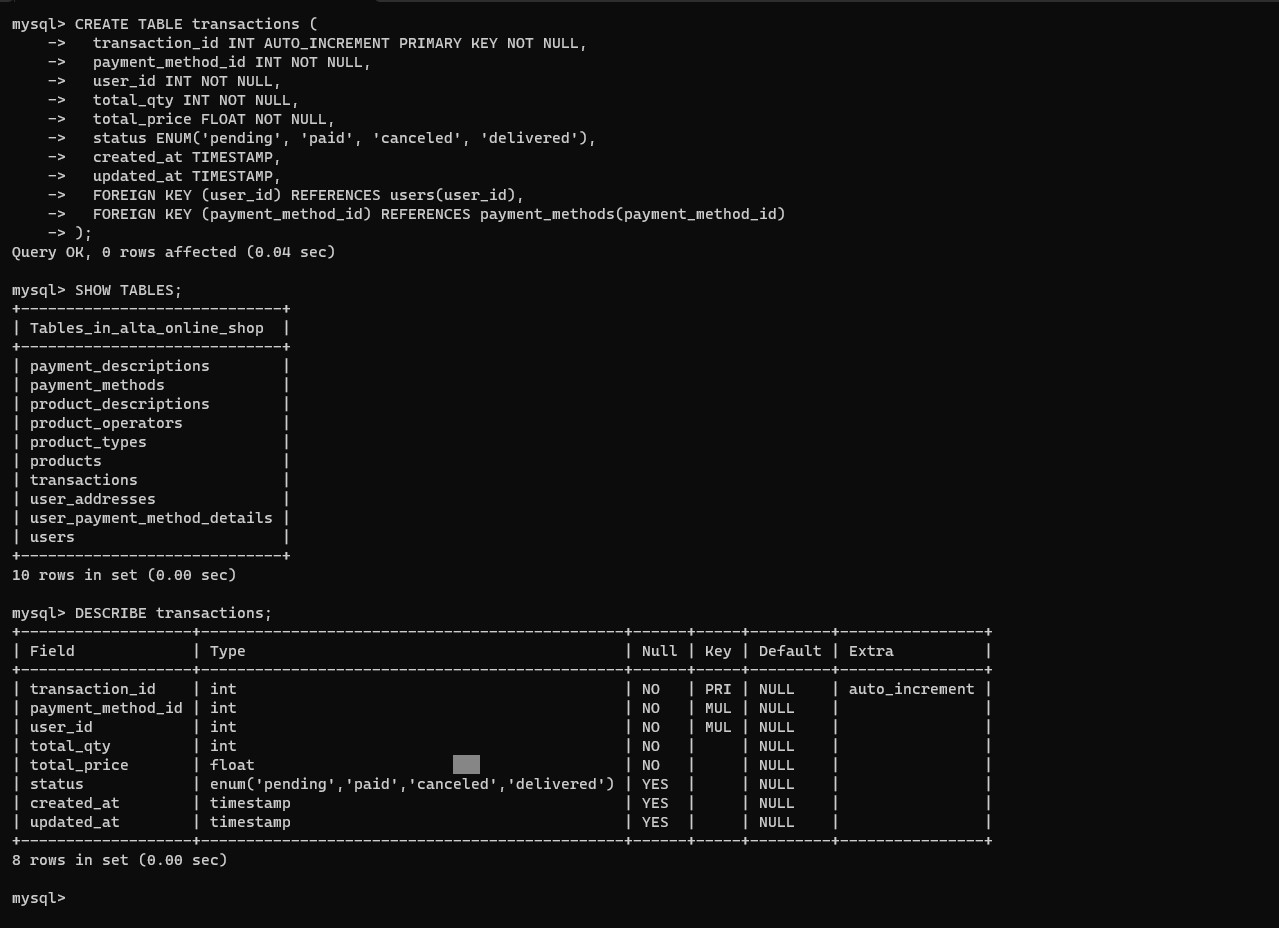 mysql> CREATE TABLE transactions (
    ->   transaction_id INT AUTO_INCREMENT PRIMARY KEY NOT NULL,
    ->   payment_method_id INT NOT NULL,
    ->   user_id INT NOT NULL,
    ->   total_qty INT NOT NULL,
    ->   total_price FLOAT NOT NULL,
    ->   status ENUM('pending', 'paid', 'canceled', 'delivered'),
    ->   created_at TIMESTAMP,
    ->   updated_at TIMESTAMP,
    ->   FOREIGN KEY (user_id) REFERENCES users(user_id),
    ->   FOREIGN KEY (payment_method_id) REFERENCES payment_methods(payment_method_id)
    -> );
Query OK, 0 rows affected (0.04 sec)

mysql> SHOW TABLES;
+-----------------------------+
| Tables_in_alta_online_shop  |
+-----------------------------+
| payment_descriptions        |
| payment_methods             |
| product_descriptions        |
| product_operators           |
| product_types               |
| products                    |
| transactions                |
| user_addresses              |
| user_payment_method_details |
| users                       |
+-----------------------------+
10 rows in set (0.00 sec)

mysql> DESCRIBE transactions;
+-------------------+-----------------------------------------------+------+-----+---------+----------------+
| Field             | Type                                          | Null | Key | Default | Extra          |
+-------------------+-----------------------------------------------+------+-----+---------+----------------+
| transaction_id    | int                                           | NO   | PRI | NULL    | auto_increment |
| payment_method_id | int                                           | NO   | MUL | NULL    |                |
| user_id           | int                                           | NO   | MUL | NULL    |                |
| total_qty         | int                                           | NO   |     | NULL    |                |
| total_price       | float                                         | NO   |     | NULL    |                |
| status            | enum('pending','paid','canceled','delivered') | YES  |     | NULL    |                |
| created_at        | timestamp                                     | YES  |     | NULL    |                |
| updated_at        | timestamp                                     | YES  |     | NULL    |                |
+-------------------+-----------------------------------------------+------+-----+---------+----------------+
8 rows in set (0.00 sec)

mysql>